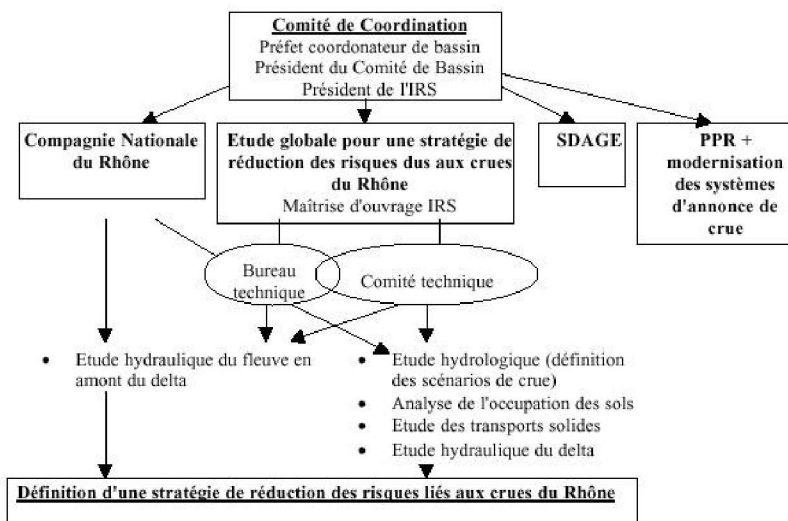 Comité de Coordination
Préfet coordonateur de bassin
Président du Comité de Bassin
Président de l'IRS
Compagnie Nationale
du Rhône
Etude globale pour une stratégie de
réduction des risques dus aux crues
du Rhône
Maîtrise d'ouvrage IRS
SDAGE
PPR +
modernisation
des systèmes
d'annonce de
crue
Bureau
technique
Comité technique
• Etude hydraulique du fleuve en
amont du delta
• Etude hydrologique (définition
des scénarios de crue)
• Analyse de l'occupation des sols
• Etude des transports solides
• Etude hydraulique du delta
Définition d'une stratégie de réduction des risques liés aux crues du Rhône